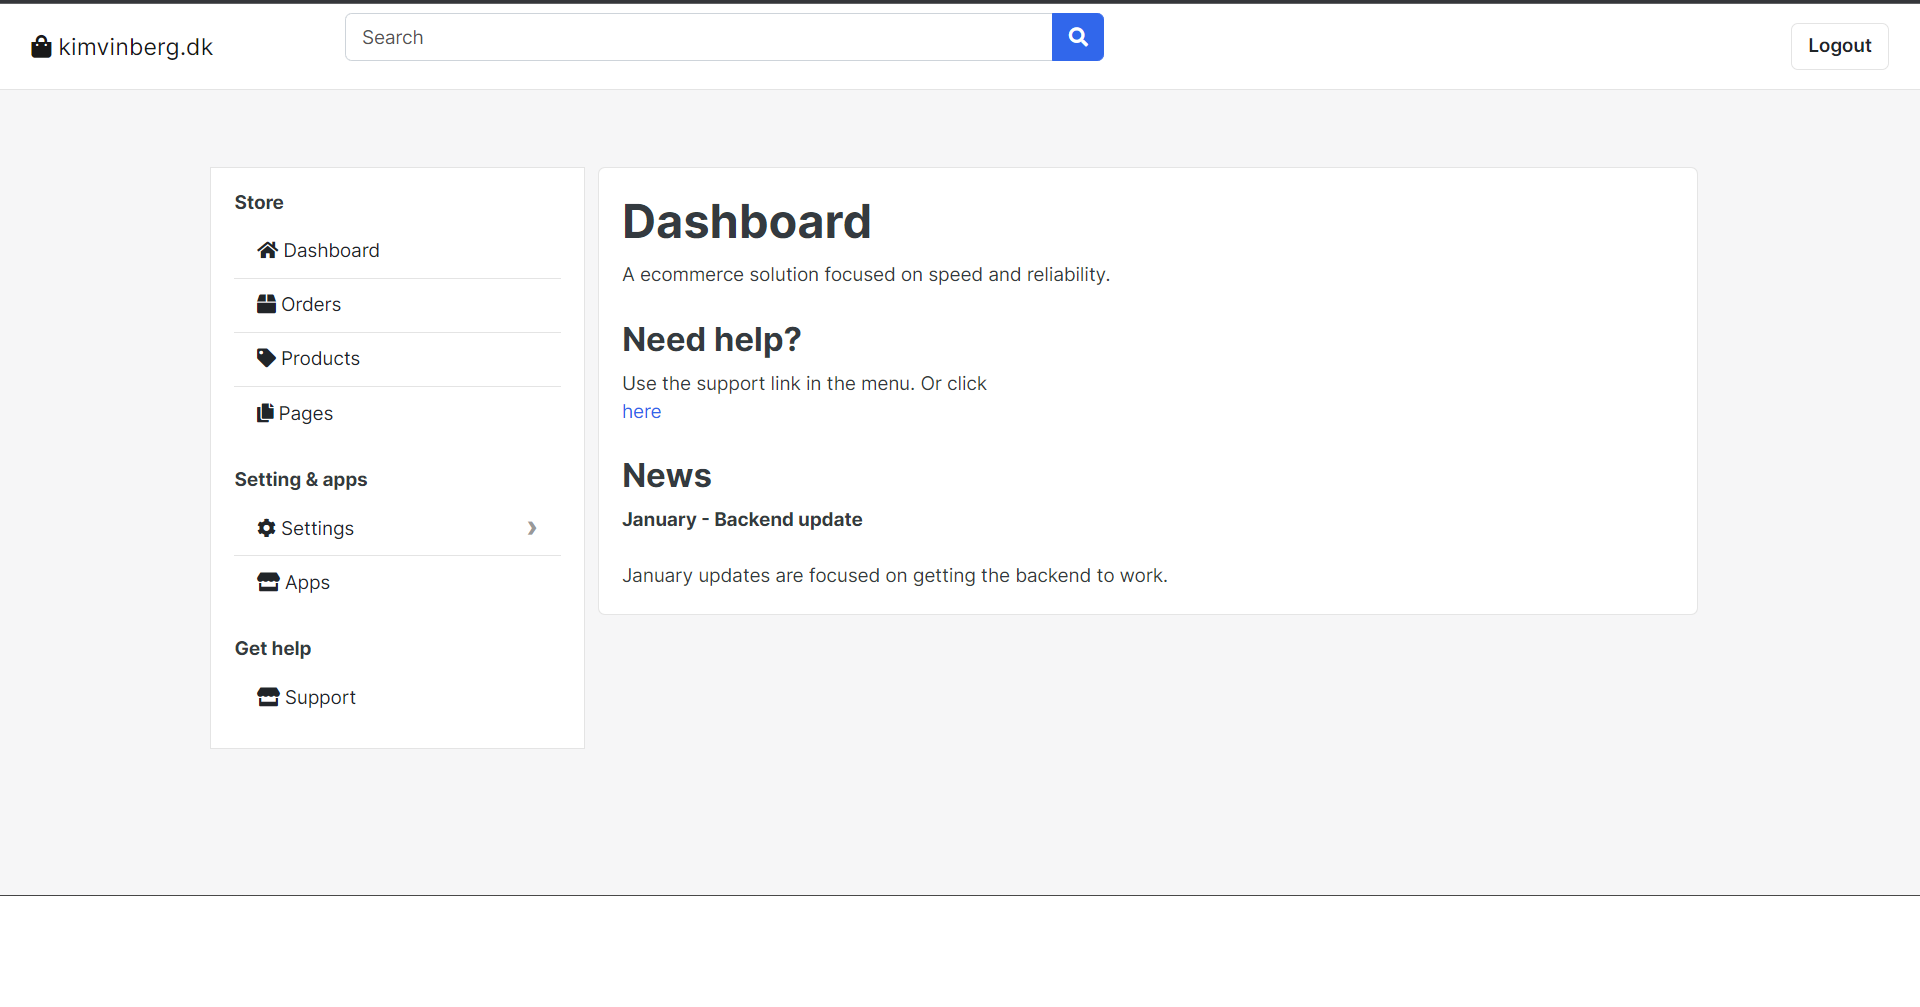 kimvinberg.dk
Search
Logout
Store
Dashboard
Orders
Products
Pages
Setting & apps
Settings
Apps
Get help
Support
Dashboard
A ecommerce solution focused on speed and reliability.
Need help?
Use the support link in the menu. Or click
here
News
January - Backend update
January updates are focused on getting the backend to work.